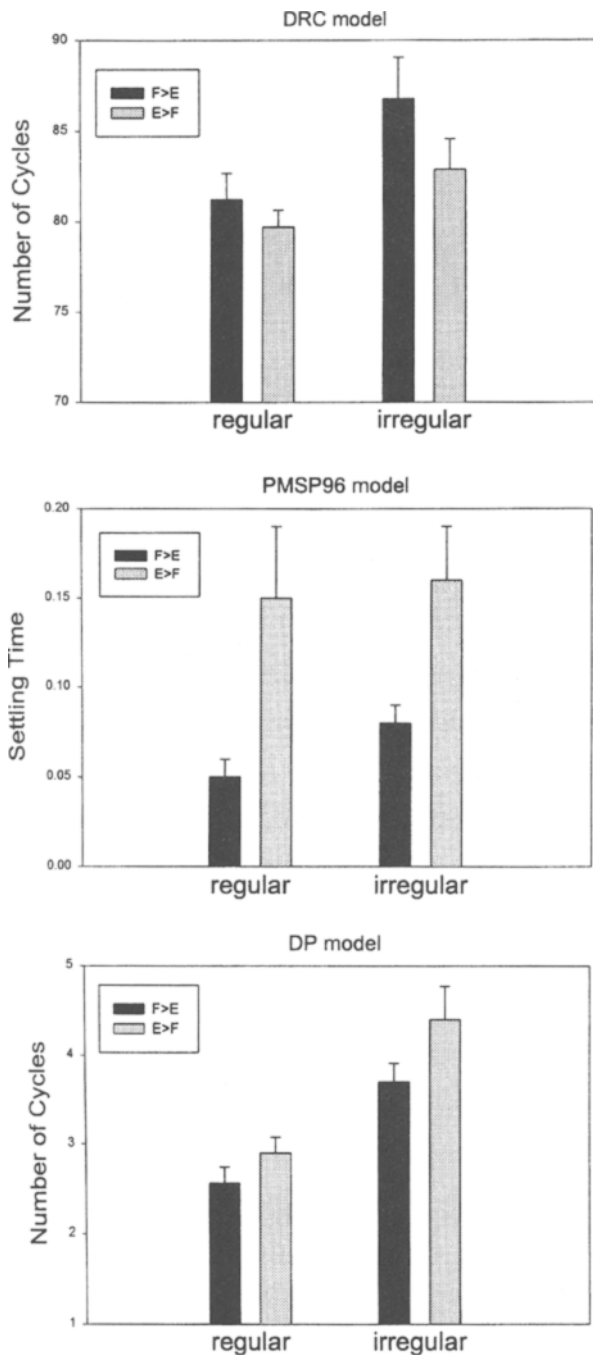 DRC model
90
F>E
E>F
85
80
75
70
Number of Cycles
regular irregular
PMSP96 model
0.20
F>E
E>F
0.15
0.10
0.05
0.00
Settling Time
regular irregular
DP model
5
F>E
E>F
4
3
2
1
Number of Cycles
regular irregular